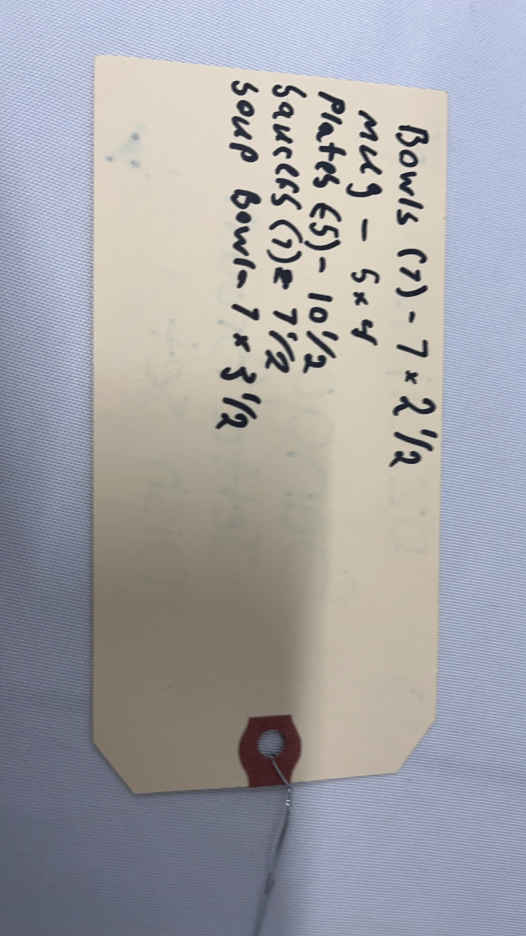 Bowls (7) - 7 x 2 1/2
Mug - 5 x 4
Plates (5) - 10 1/2
Saucers (7) = 7 1/2
Soup Bowl - 7 x 3 1/2